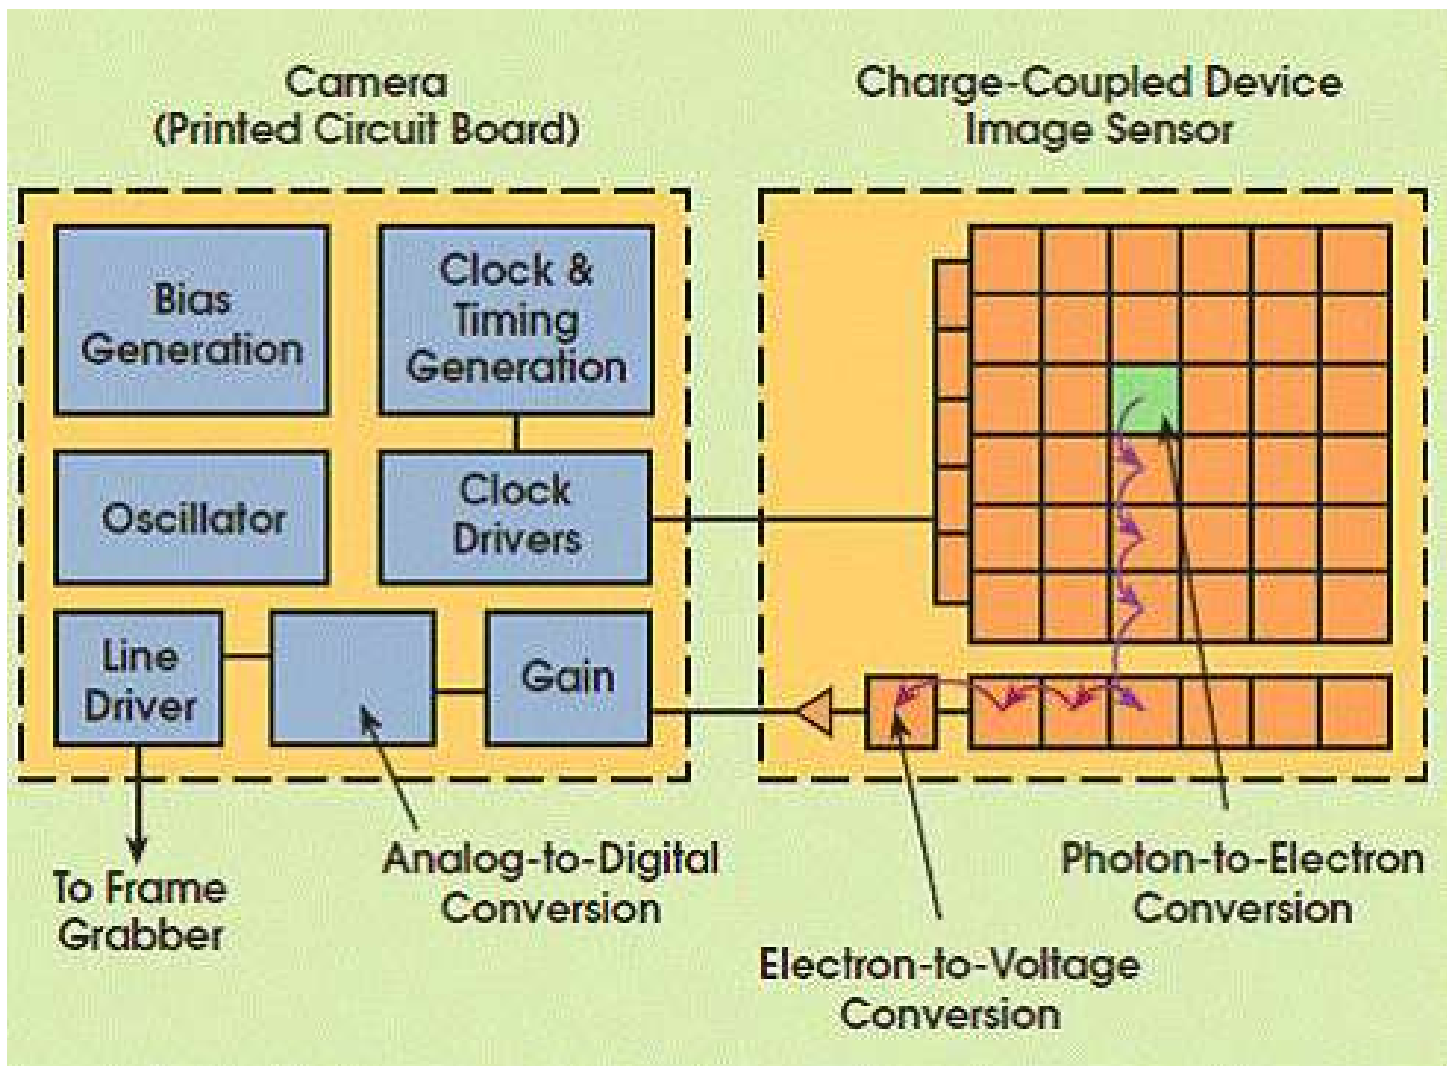 Camera
(Printed Circuit Board)
Charge-Coupled Device
Image Sensor
Bias
Generation
Clock &
Timing
Generation
Oscillator
Clock
Drivers
Line
Driver
Gain
Analog-to-Digital
Conversion
To Frame
Grabber
Photon-to-Electron
Conversion
Electron-to-Voltage
Conversion